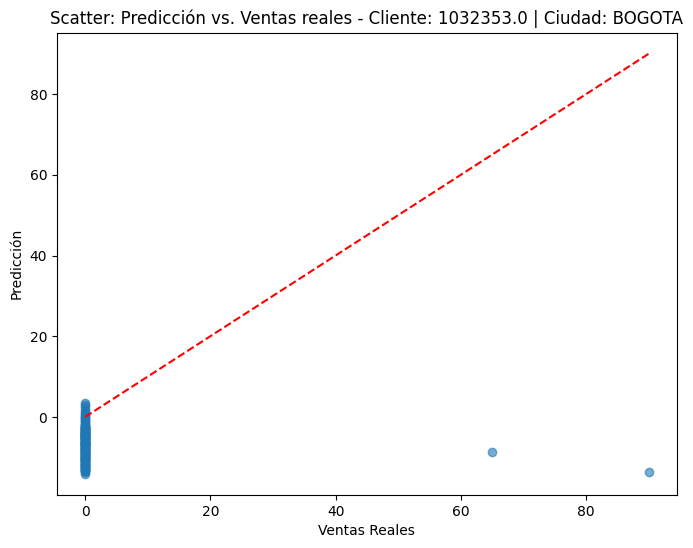 Scatter: Predicción vs. Ventas reales - Cliente: 1032353.0 | Ciudad: BOGOTA
80
60
40
20
0
Predicción
0 20 40 60 80
Ventas Reales